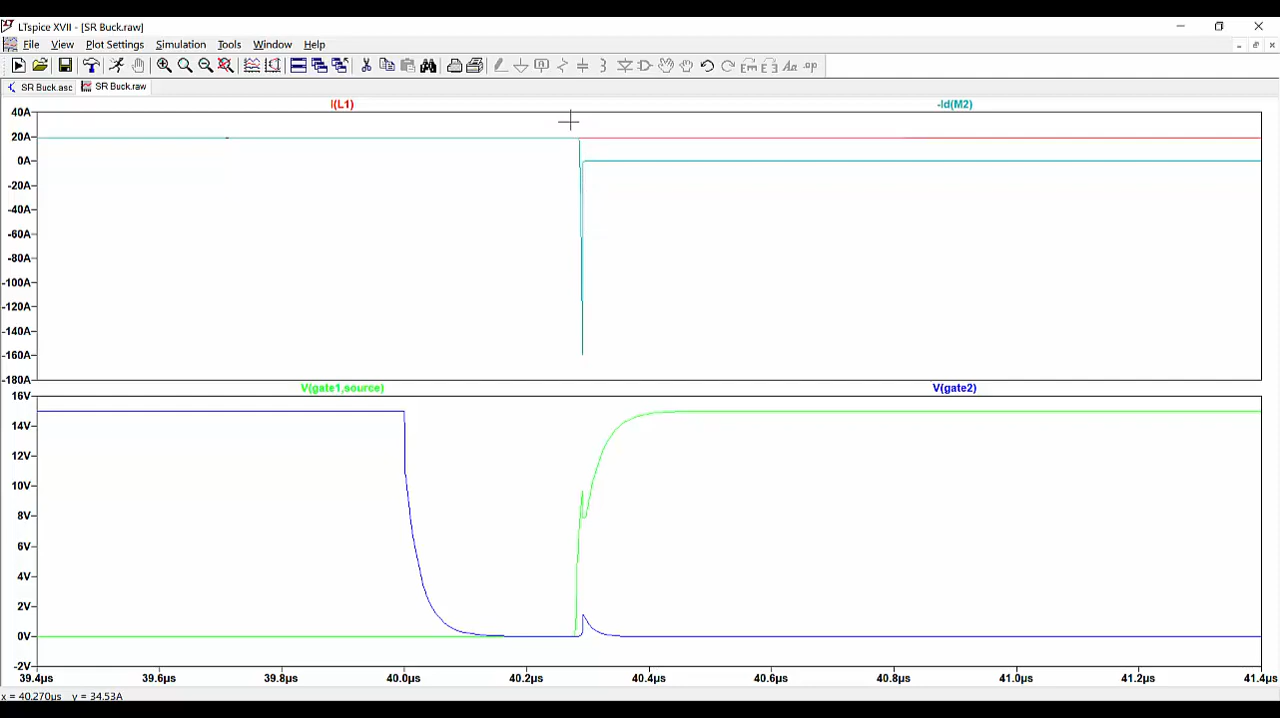 LTspice XVII - [SR Buck.raw]
File View Plot Settings Simulation Tools Window Help
SR Buck.asc SR Buck.raw
I(L1) -Id(M2)
40A
20A
0A
-20A
-40A
-60A
-80A
-100A
-120A
-140A
-160A
-180A
V(gate1,source) V(gate2)
16V
14V
12V
10V
8V
6V
4V
2V
0V
-2V
39.4µs 39.6µs 39.8µs 40.0µs 40.2µs 40.4µs 40.6µs 40.8µs 41.0µs 41.2µs 41.4µs
x = 40.270µs y = 34.53A